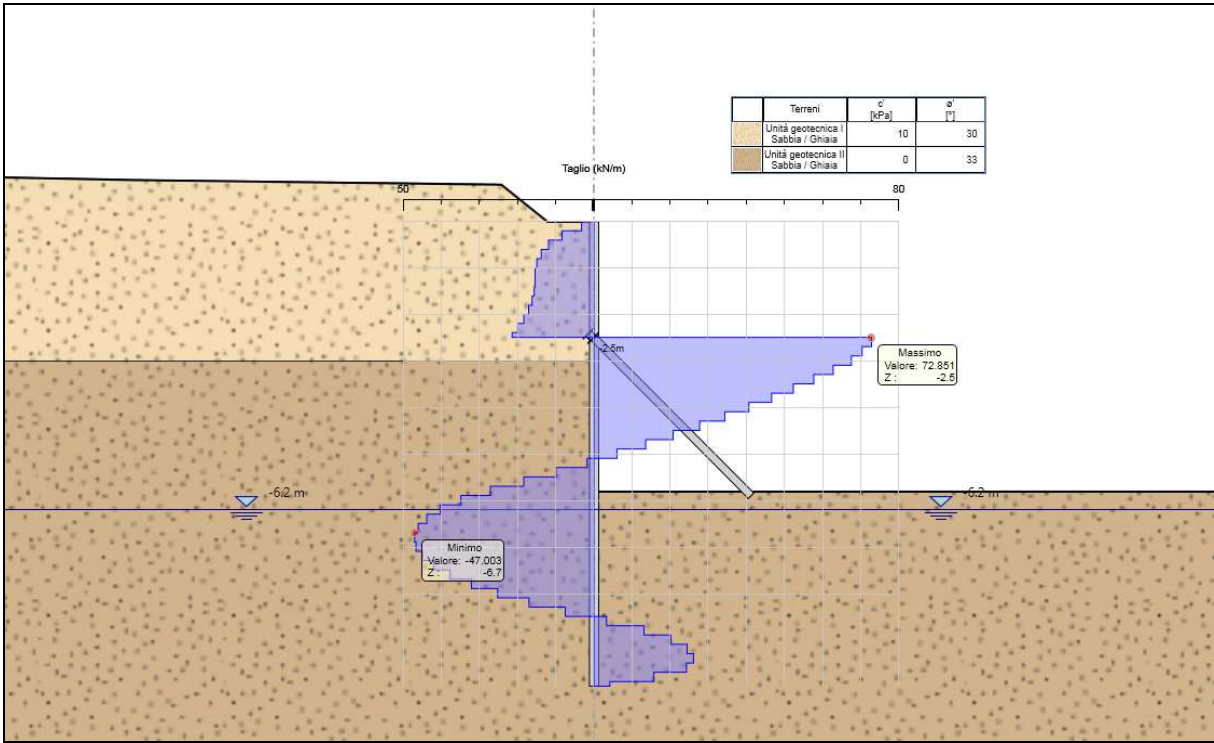 Terreni
c'
[kPa]
ø'
[°]
Unità geotecnica I
Sabbia / Ghiaia
10
30
Unità geotecnica II
Sabbia / Ghiaia
0
33
Taglio (kN/m)
50
80
-2.5m
Massimo
Valore: 72.851
Z : -2.5
-6.2 m
-6.2 m
Minimo
Valore: -47.003
Z : -6.7